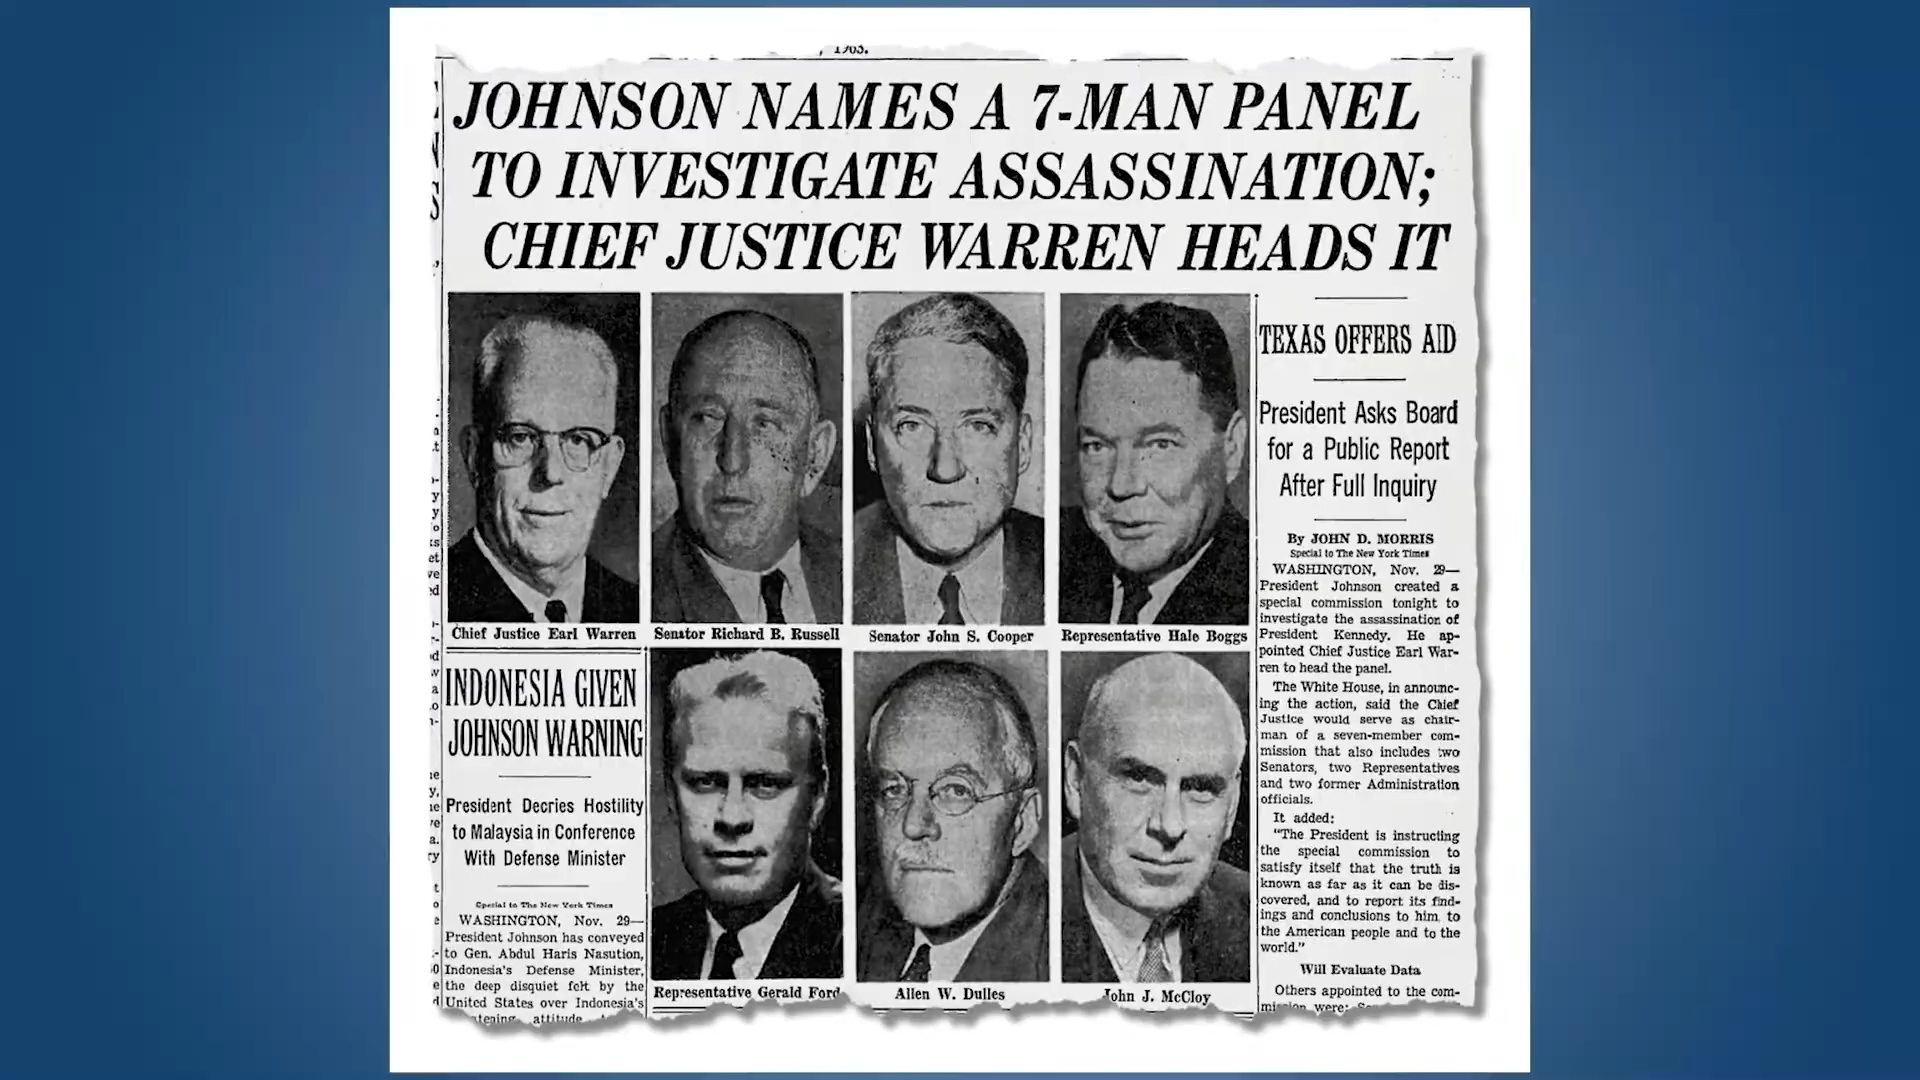 , 1963.
JOHNSON NAMES A 7-MAN PANEL
TO INVESTIGATE ASSASSINATION;
CHIEF JUSTICE WARREN HEADS IT
Chief Justice Earl Warren
Senator Richard B. Russell
Senator John S. Cooper
Representative Hale Boggs
INDONESIA GIVEN
JOHNSON WARNING
President Decries Hostility
to Malaysia in Conference
With Defense Minister
Special to The New York Times
WASHINGTON, Nov. 29—
President Johnson has conveyed
to Gen. Abdul Haris Nasution,
Indonesia's Defense Minister,
the deep disquiet felt by the
United States over Indonesia's
attitude
Representative Gerald Ford
Allen W. Dulles
John J. McCloy
TEXAS OFFERS AID
President Asks Board
for a Public Report
After Full Inquiry
By JOHN D. MORRIS
Special to The New York Times
WASHINGTON, Nov. 29—
President Johnson created a
special commission tonight to
investigate the assassination of
President Kennedy. He ap-
pointed Chief Justice Earl War-
ren to head the panel.
The White House, in announc-
ing the action, said the Chief
Justice would serve as chair-
man of a seven-member com-
mission that also includes two
Senators, two Representatives
and two former Administration
officials.
It added:
"The President is instructing
the special commission to
satisfy itself that the truth is
known as far as it can be dis-
covered, and to report its find-
ings and conclusions to him, to
the American people and to the
world."
Will Evaluate Data
Others appointed to the com-
mission were: